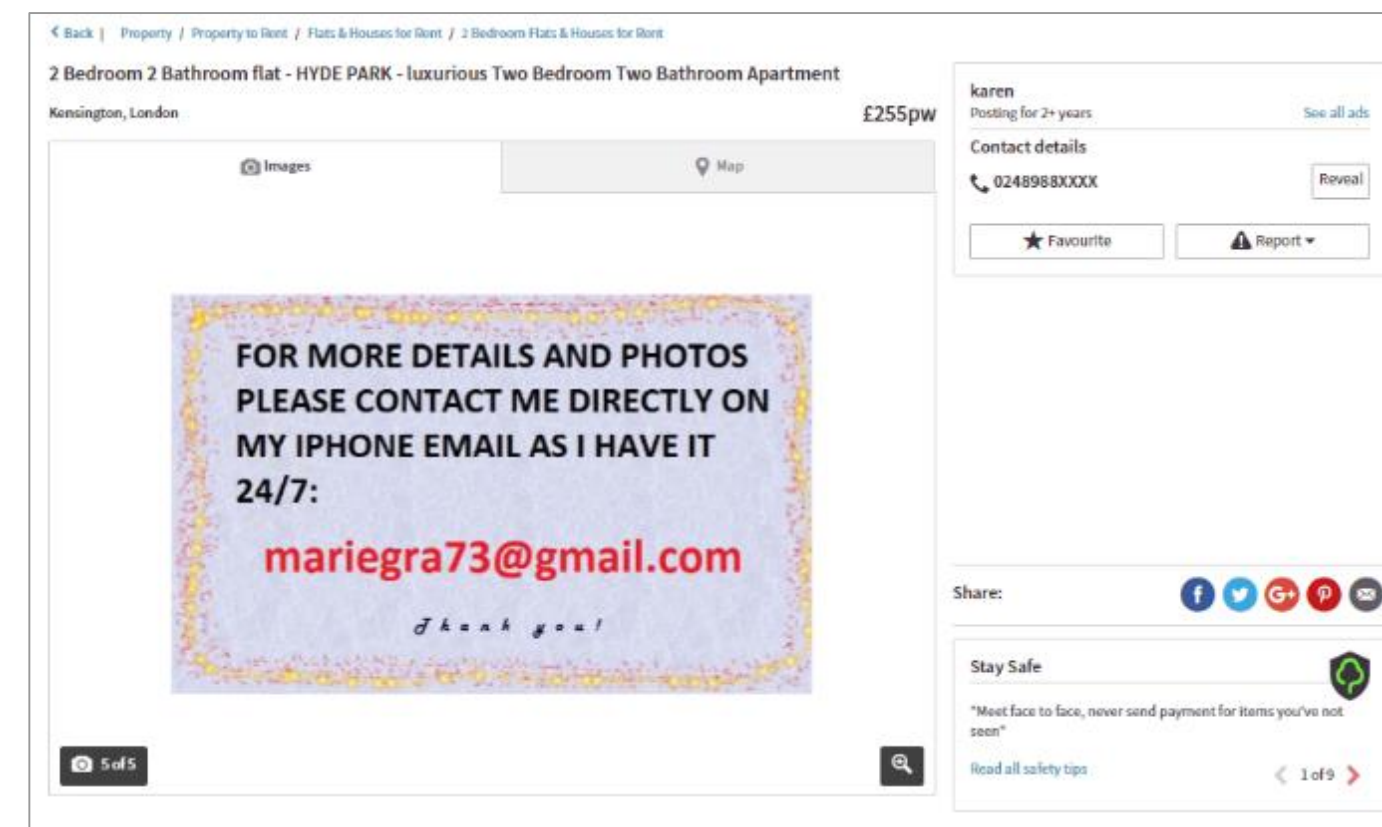 Back | Property / Property to Rent / Flats & Houses for Rent / 2 Bedroom Flats & Houses for Rent
2 Bedroom 2 Bathroom flat - HYDE PARK - luxurious Two Bedroom Two Bathroom Apartment
Kensington, London
£255pw
Images
Map
FOR MORE DETAILS AND PHOTOS
PLEASE CONTACT ME DIRECTLY ON
MY IPHONE EMAIL AS I HAVE IT
24/7:
mariegra73@gmail.com
Thank you!
5 of 5
karen
Posting for 2+ years
See all ads
Contact details
0248988XXXX
Reveal
Favourite
Report
Share:
Stay Safe
"Meet face to face, never send payment for items you've not
seen"
Read all safety tips
1 of 9